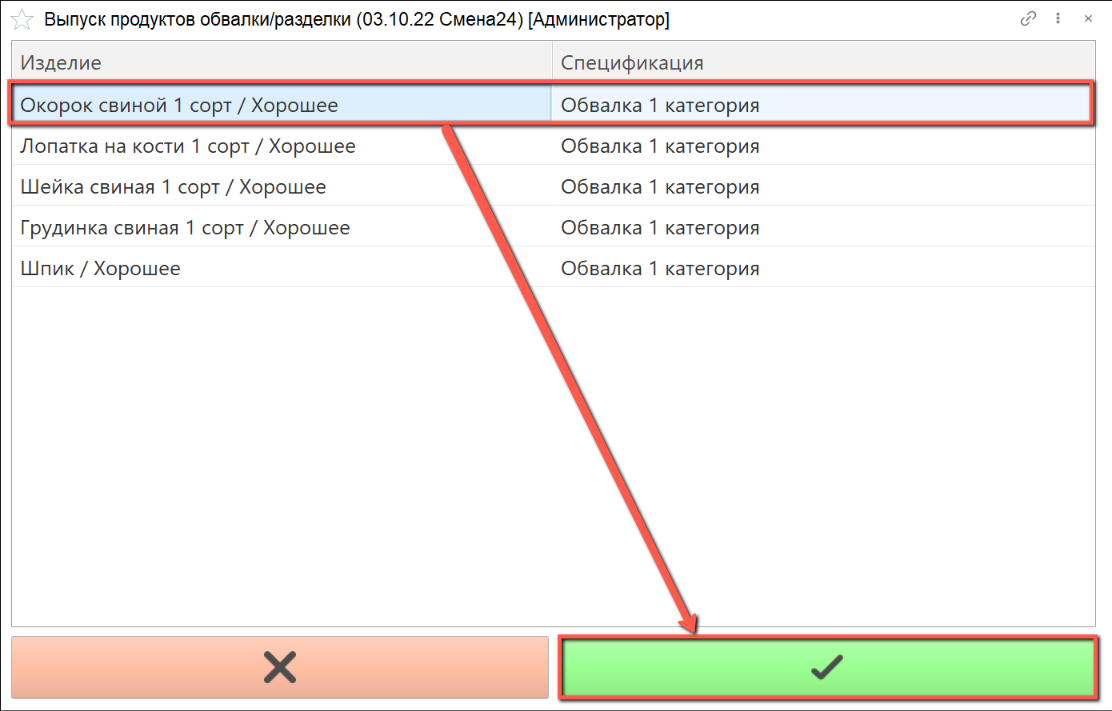 Выпуск продуктов обвалки/разделки (03.10.22 Смена24) [Администратор]
Изделие Спецификация
Окорок свиной 1 сорт / Хорошее Обвалка 1 категория
Лопатка на кости 1 сорт / Хорошее Обвалка 1 категория
Шейка свиная 1 сорт / Хорошее Обвалка 1 категория
Грудинка свиная 1 сорт / Хорошее Обвалка 1 категория
Шпик / Хорошее Обвалка 1 категория